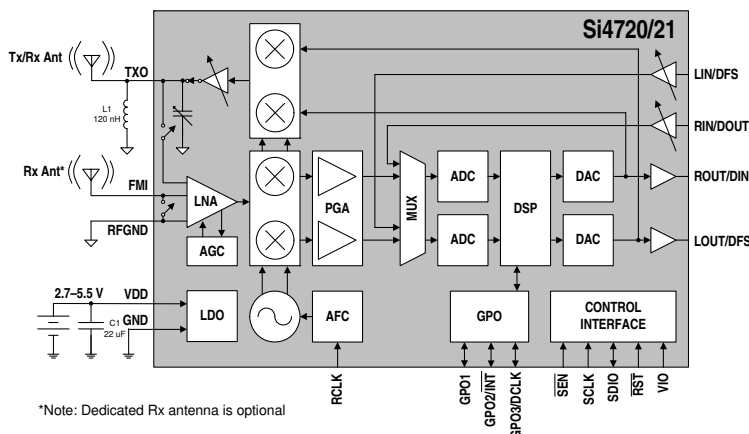 Si4720/21
Tx/Rx Ant
TXO
LIN/DFS
L1
120 nH
RIN/DOUT
Rx Ant*
FMI
LNA
PGA
MUX
ADC
DSP
DAC
ROUT/DIN
RFGND
AGC
ADC
DAC
LOUT/DFS
2.7–5.5 V
VDD
C1
22 uF
GND
LDO
AFC
GPO
CONTROL
INTERFACE
RCLK
GPO1
GPO2/INT
GPO3/DCLK
SEN
SCLK
SDIO
RST
VIO
*Note: Dedicated Rx antenna is optional